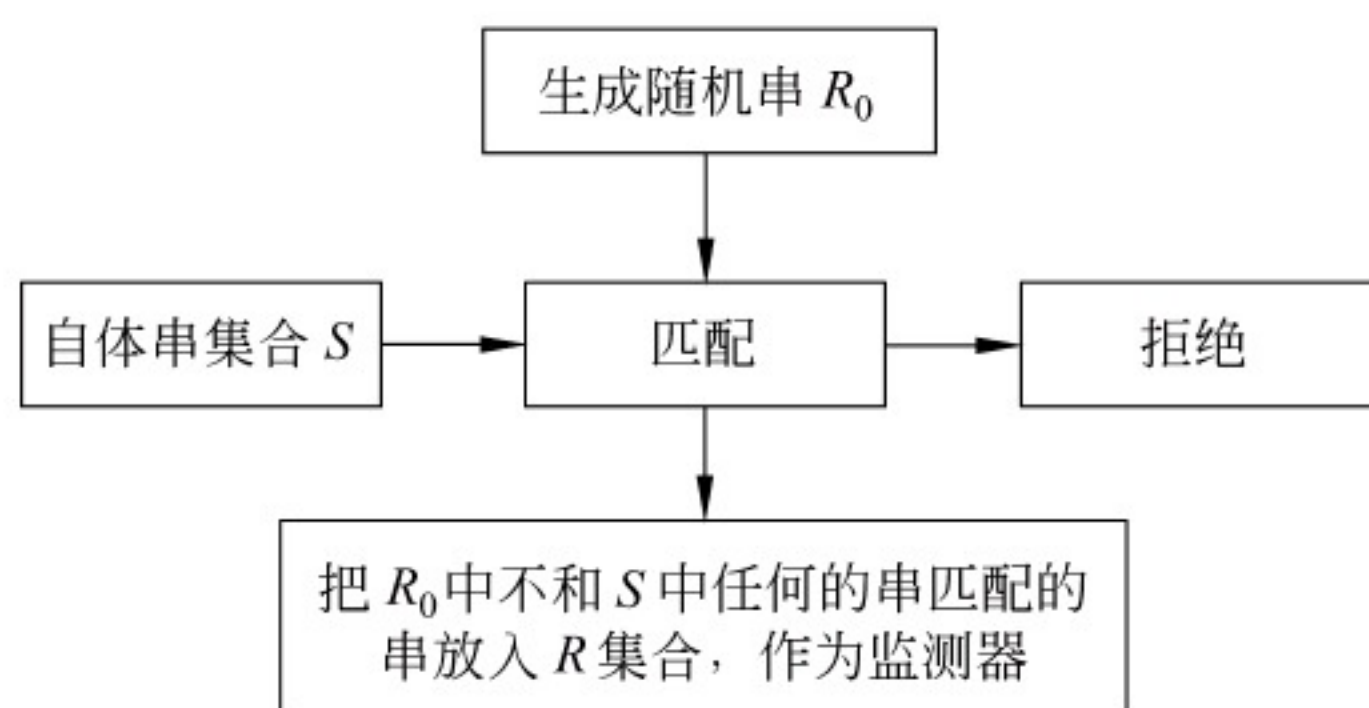 生成随机串 R₀
自体串集合 S
匹配
拒绝
把 R₀中不和 S 中任何的串匹配的
串放入 R 集合，作为监测器